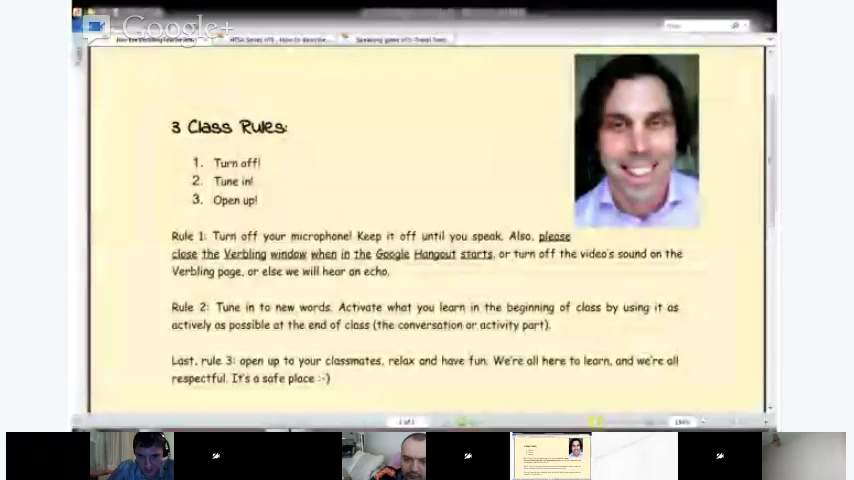 Google+
3 Class Rules:
1. Turn off!
2. Tune in!
3. Open up!
Rule 1: Turn off your microphone! Keep it off until you speak. Also, please
close the Verbling window when in the Google Hangout starts, or turn off the video's sound on the
Verbling page, or else we will hear an echo.
Rule 2: Tune in to new words. Activate what you learn in the beginning of class by using it as
actively as possible at the end of class (the conversation or activity part).
Last, rule 3: open up to your classmates, relax and have fun. We're all here to learn, and we're all
respectful. It's a safe place :-)